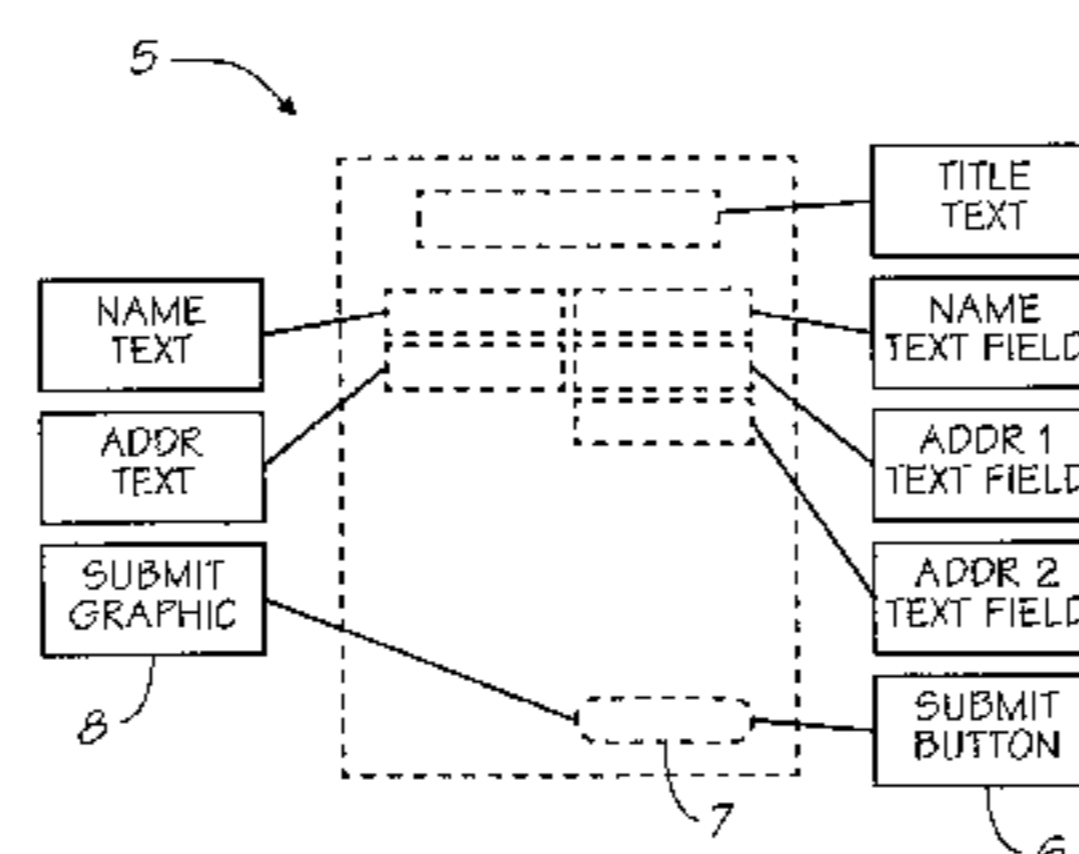 5
TITLE
TEXT
NAME
TEXT
NAME
TEXT FIELD
ADDR
TEXT
ADDR 1
TEXT FIELD
SUBMIT
GRAPHIC
ADDR 2
TEXT FIELD
8
SUBMIT
BUTTON
7
6